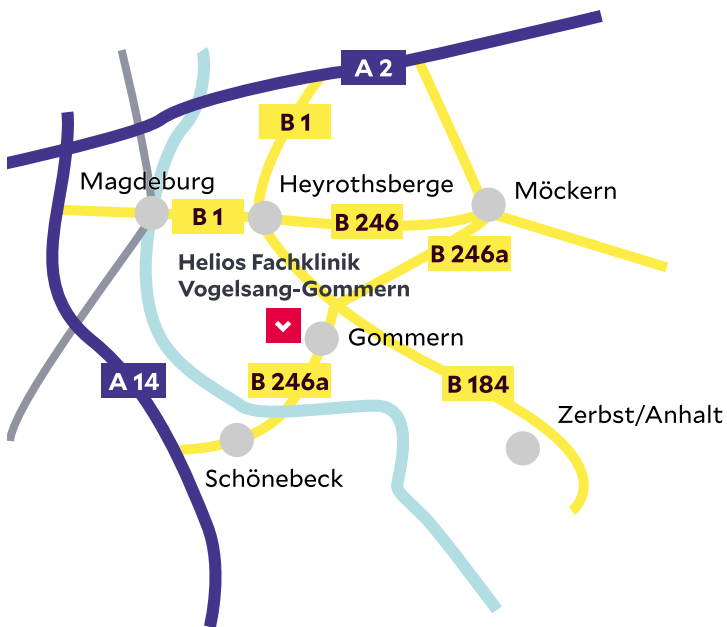 A 2
B 1
Magdeburg
Heyrothsberge
Möckern
B 1
B 246
B 246a
Helios Fachklinik
Vogelsang-Gommern
Gommern
A 14
B 246a
B 184
Zerbst/Anhalt
Schönebeck